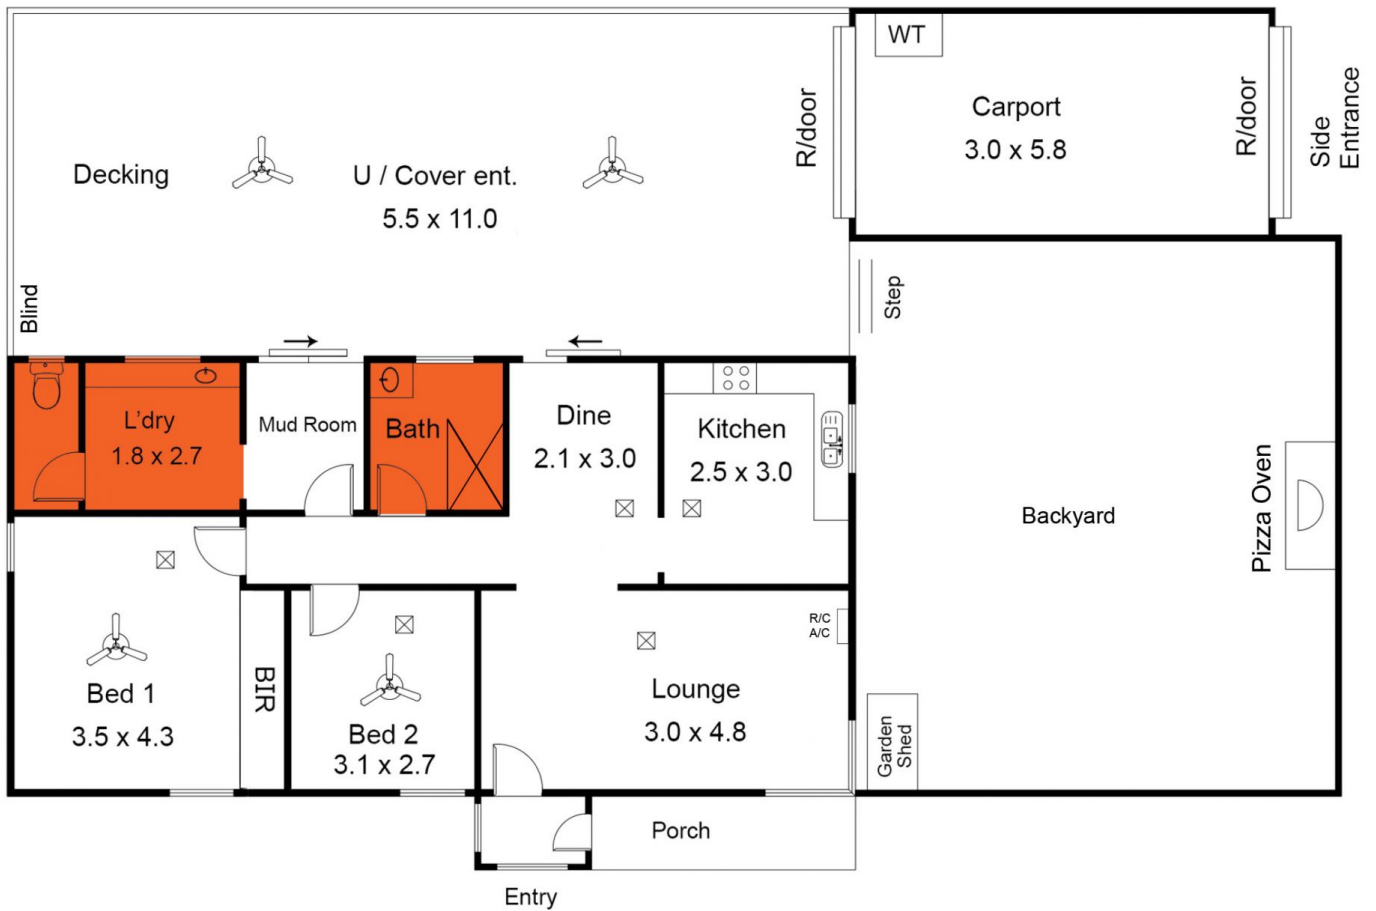 WT
Carport
3.0 x 5.8
R/door
R/door
Side
Entrance
Decking
U / Cover ent.
5.5 x 11.0
Blind
Step
L'dry
1.8 x 2.7
Mud Room
Bath
Dine
2.1 x 3.0
Kitchen
2.5 x 3.0
Backyard
Pizza Oven
R/C
A/C
Bed 1
3.5 x 4.3
BIR
Bed 2
3.1 x 2.7
Lounge
3.0 x 4.8
Garden
Shed
Porch
Entry